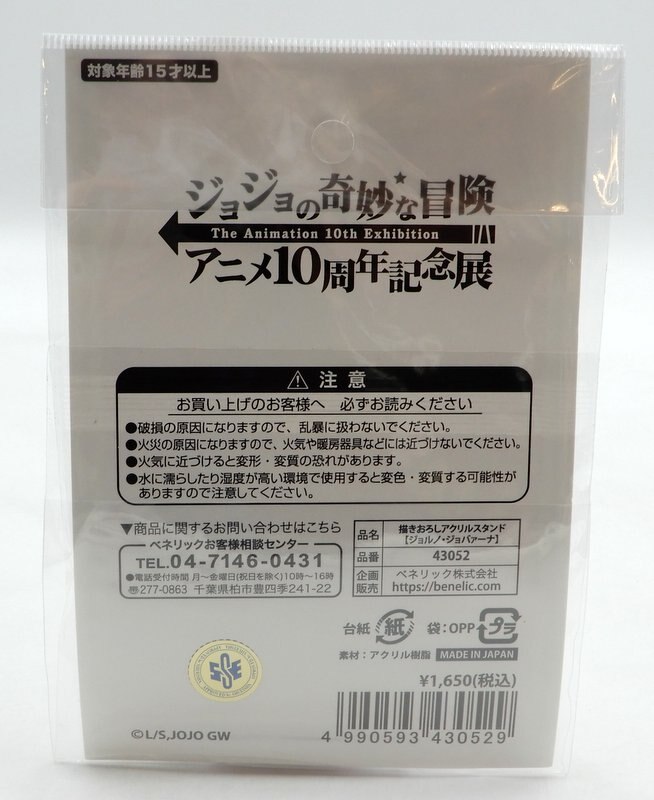 対象年齢15才以上
ジョジョの奇妙な冒険
The Animation 10th Exhibition
アニメ10周年記念展
注意
お買い上げのお客様へ 必ずお読みください
●破損の原因になりますので、乱暴に扱わないでください。
●火災の原因になりますので、火気や暖房器具などには近づけないでください。
●火気に近づけると変形・変質の恐れがあります。
●水に濡らしたり湿度が高い環境で使用すると変色・変質する可能性が
ありますので注意してください。
▼商品に関するお問い合わせはこちら
ベネリックお客様相談センター
TEL.04-7146-0431
●電話受付時間 月～金曜日(祝日を除く)10時～16時
〠277-0863 千葉県柏市豊四季241-22
品名 描きおろしアクリルスタンド
【ジョルノ・ジョバァーナ】
品番 43052
企画 販売 ベネリック株式会社
https://benelic.com
台紙 紙 袋：OPP プラ
素材：アクリル樹脂 MADE IN JAPAN
¥1,650(税込)
©L/S,JOJO GW
4 990593 430529